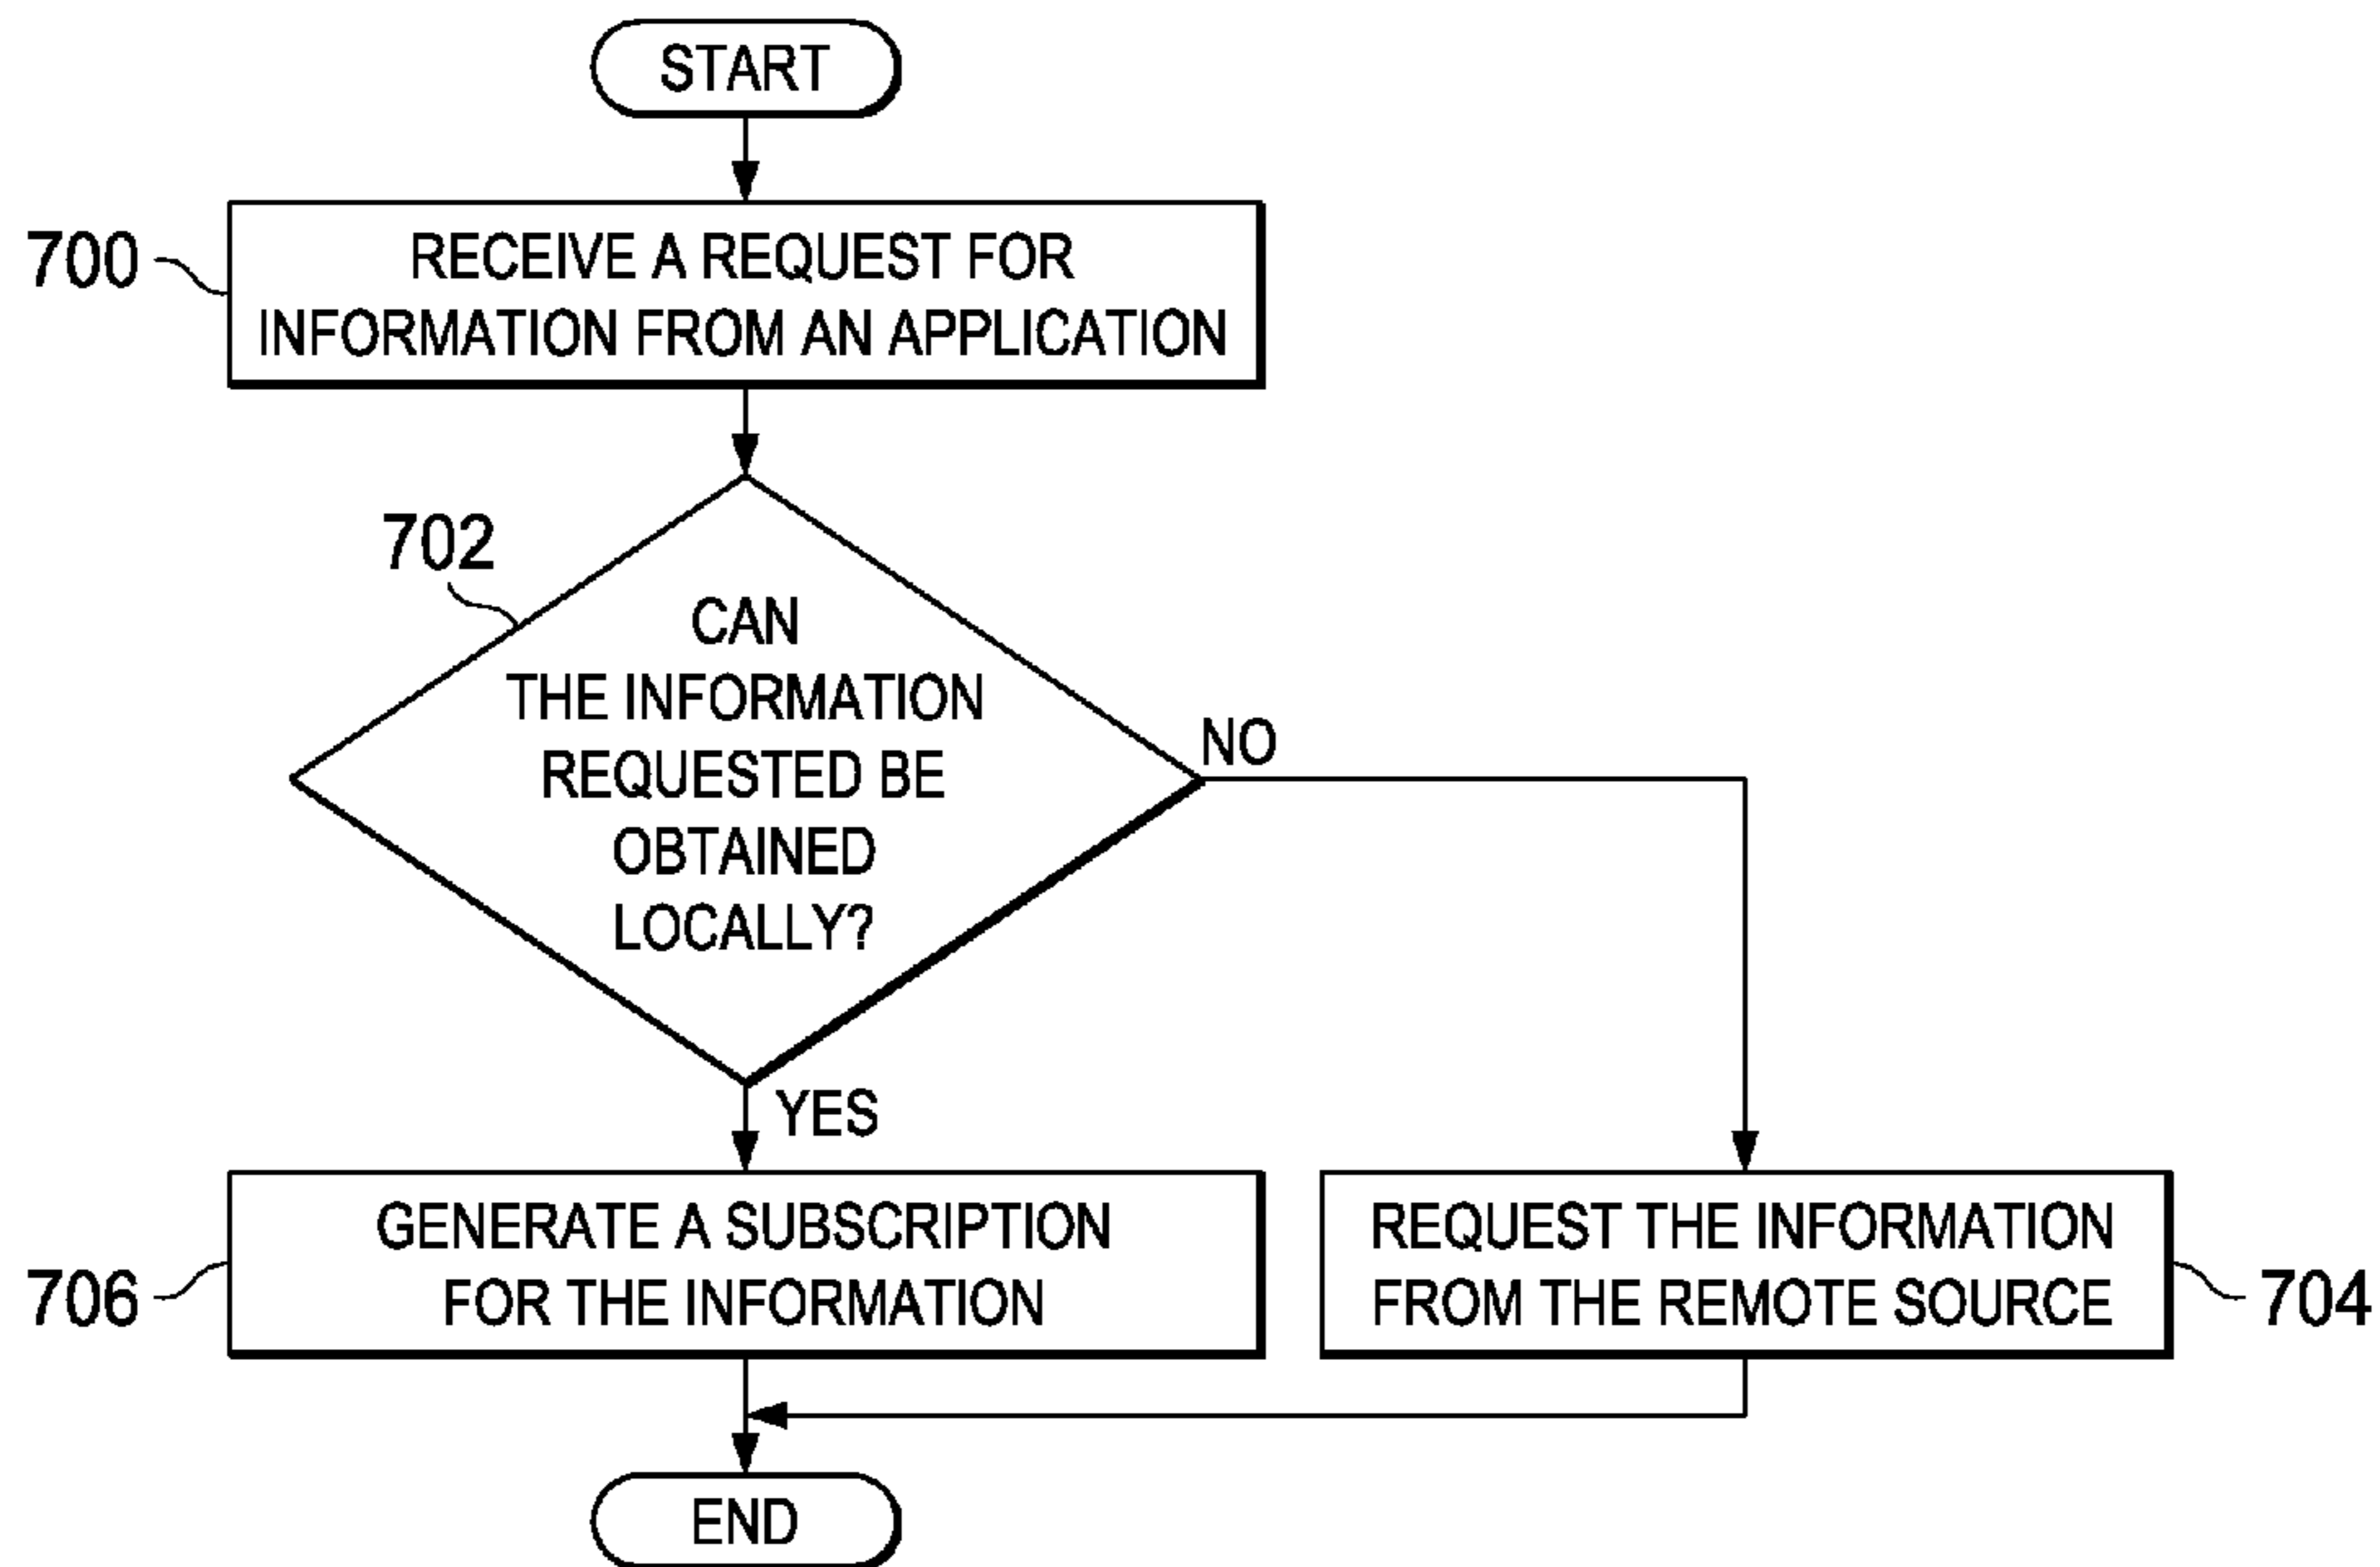 START
700
RECEIVE A REQUEST FOR
INFORMATION FROM AN APPLICATION
702
CAN
THE INFORMATION
REQUESTED BE
OBTAINED
LOCALLY?
NO
YES
706
GENERATE A SUBSCRIPTION
FOR THE INFORMATION
REQUEST THE INFORMATION
FROM THE REMOTE SOURCE
704
END